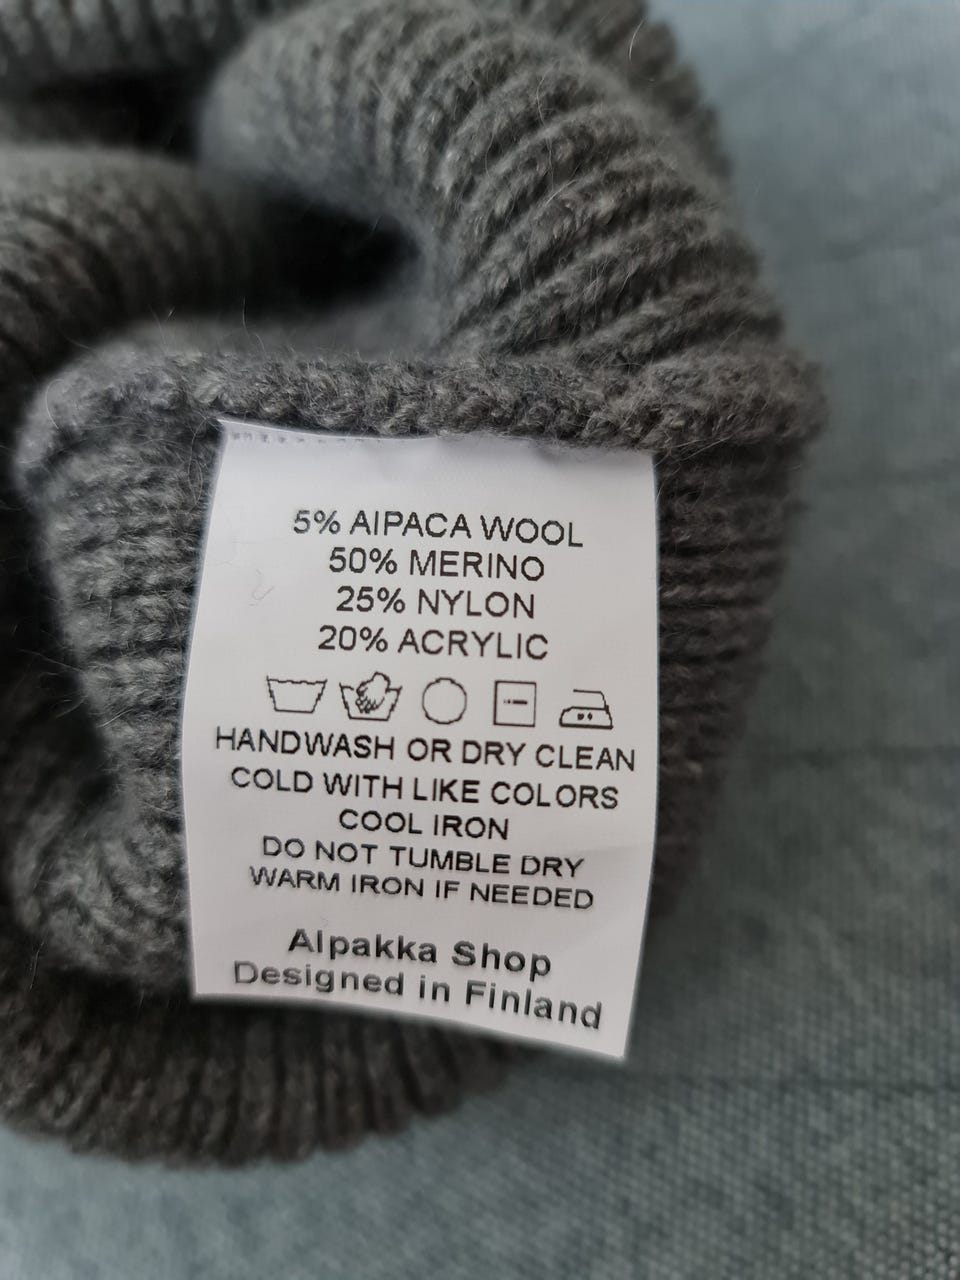 5% AIPACA WOOL
50% MERINO
25% NYLON
20% ACRYLIC
HANDWASH OR DRY CLEAN
COLD WITH LIKE COLORS
COOL IRON
DO NOT TUMBLE DRY
WARM IRON IF NEEDED
Alpakka Shop
Designed in Finland